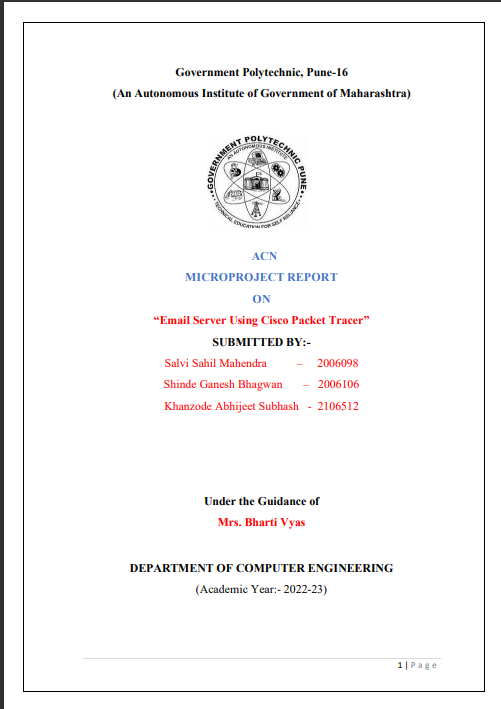 Government Polytechnic, Pune-16
(An Autonomous Institute of Government of Maharashtra)
GOVERNMENT POLYTECHNIC PUNE
AN AUTONOMOUS INSTITUTE
TECHNICAL EDUCATION FOR SELF RELIANCE
ACN
MICROPROJECT REPORT
ON
“Email Server Using Cisco Packet Tracer”
SUBMITTED BY:-
Salvi Sahil Mahendra – 2006098
Shinde Ganesh Bhagwan – 2006106
Khanzode Abhijeet Subhash - 2106512
Under the Guidance of
Mrs. Bharti Vyas
DEPARTMENT OF COMPUTER ENGINEERING
(Academic Year:- 2022-23)
1 | Page